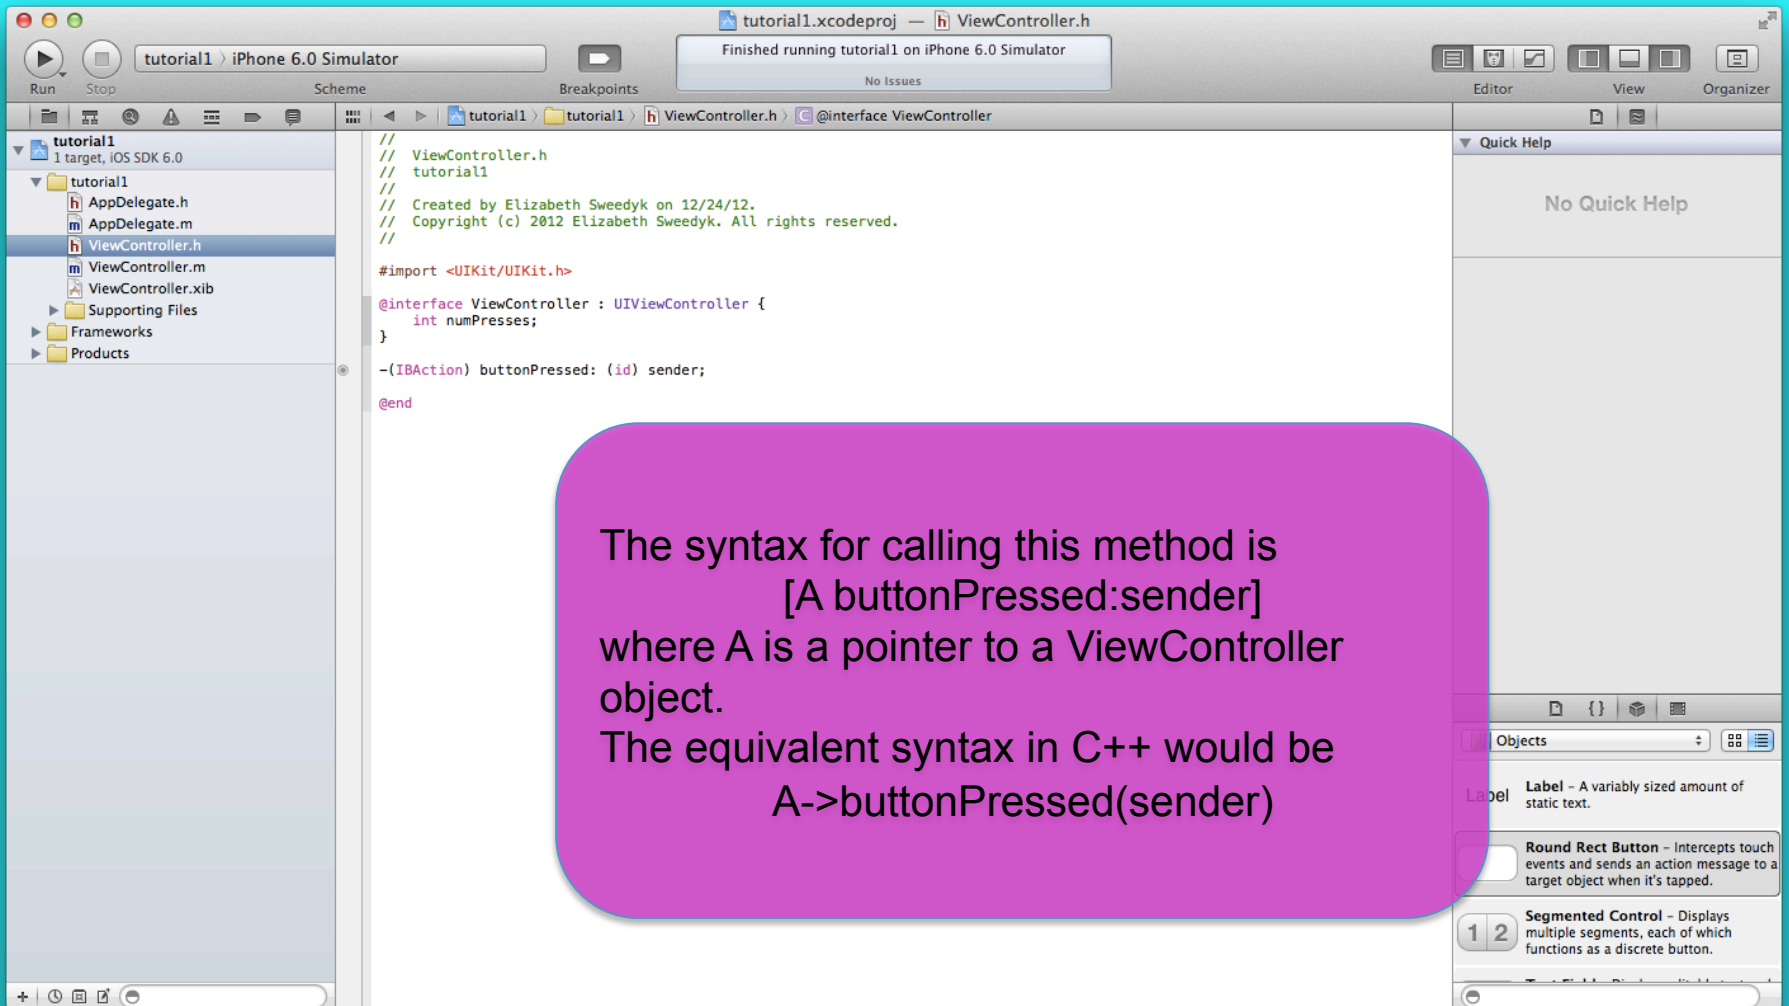 tutorial1.xcodeproj — h ViewController.h
Finished running tutorial1 on iPhone 6.0 Simulator
No Issues
tutorial1 › iPhone 6.0 Simulator
Run Stop Scheme Breakpoints Editor View Organizer
tutorial1 › tutorial1 › h ViewController.h › C @interface ViewController
tutorial1
1 target, iOS SDK 6.0
tutorial1
h AppDelegate.h
m AppDelegate.m
h ViewController.h
m ViewController.m
ViewController.xib
Supporting Files
Frameworks
Products
//
// ViewController.h
// tutorial1
//
// Created by Elizabeth Sweedyk on 12/24/12.
// Copyright (c) 2012 Elizabeth Sweedyk. All rights reserved.
//
#import <UIKit/UIKit.h>
@interface ViewController : UIViewController {
int numPresses;
}
-(IBAction) buttonPressed: (id) sender;
@end
The syntax for calling this method is
[A buttonPressed:sender]
where A is a pointer to a ViewController
object.
The equivalent syntax in C++ would be
A->buttonPressed(sender)
Quick Help
No Quick Help
{}
Objects
Label
Label – A variably sized amount of
static text.
Round Rect Button – Intercepts touch
events and sends an action message to a
target object when it's tapped.
1 2
Segmented Control – Displays
multiple segments, each of which
functions as a discrete button.